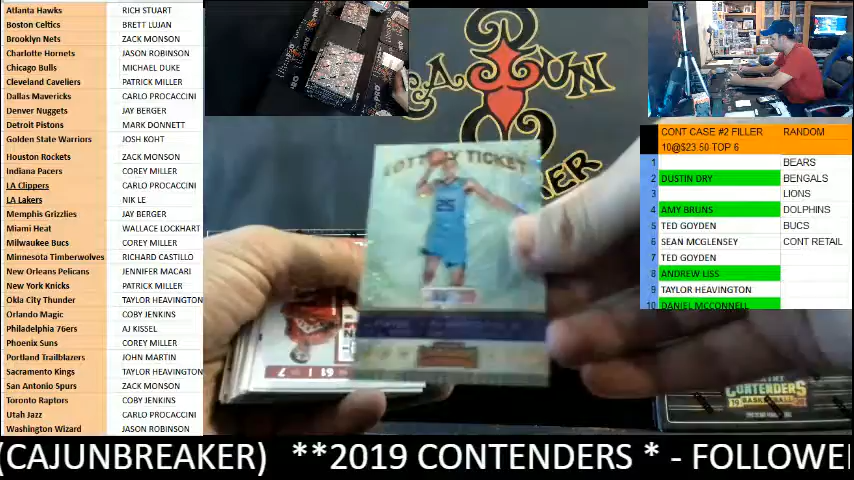 Atlanta Hawks RICH STUART
Boston Celtics BRETT LUJAN
Brooklyn Nets ZACK MONSON
Charlotte Hornets JASON ROBINSON
Chicago Bulls MICHAEL DUKE
Cleveland Caveliers PATRICK MILLER
Dallas Mavericks CARLO PROCACCINI
Denver Nuggets JAY BERGER
Detroit Pistons MARK DONNETT
Golden State Warriors JOSH KOHT
Houston Rockets ZACK MONSON
Indiana Pacers COREY MILLER
LA Clippers CARLO PROCACCINI
LA Lakers NIK LE
Memphis Grizzlies JAY BERGER
Miami Heat WALLACE LOCKHART
Milwaukee Bucs COREY MILLER
Minnesota Timberwolves RICHARD CASTILLO
New Orleans Pelicans JENNIFER MACARI
New York Knicks PATRICK MILLER
Okla City Thunder TAYLOR HEAVINGTON
Orlando Magic COBY JENKINS
Philadelphia 76ers AJ KISSEL
Phoenix Suns COREY MILLER
Portland Trailblazers JOHN MARTIN
Sacramento Kings TAYLOR HEAVINGTON
San Antonio Spurs ZACK MONSON
Toronto Raptors COBY JENKINS
Utah Jazz CARLO PROCACCINI
Washington Wizard JASON ROBINSON
CAJUN
LOTTERY TICKET
25
CONT CASE #2 FILLER RANDOM
10@$23.50 TOP 6
1 BEARS
2 DUSTIN DRY BENGALS
3 LIONS
4 AMY BRUNS DOLPHINS
5 TED GOYDEN BUCS
6 SEAN MCGLENSEY CONT RETAIL
7 TED GOYDEN
8 ANDREW LISS
9 TAYLOR HEAVINGTON
10 DANIEL MCCONNELL
CONTENDERS
BASKETBALL
(CAJUNBREAKER) **2019 CONTENDERS * - FOLLOWE